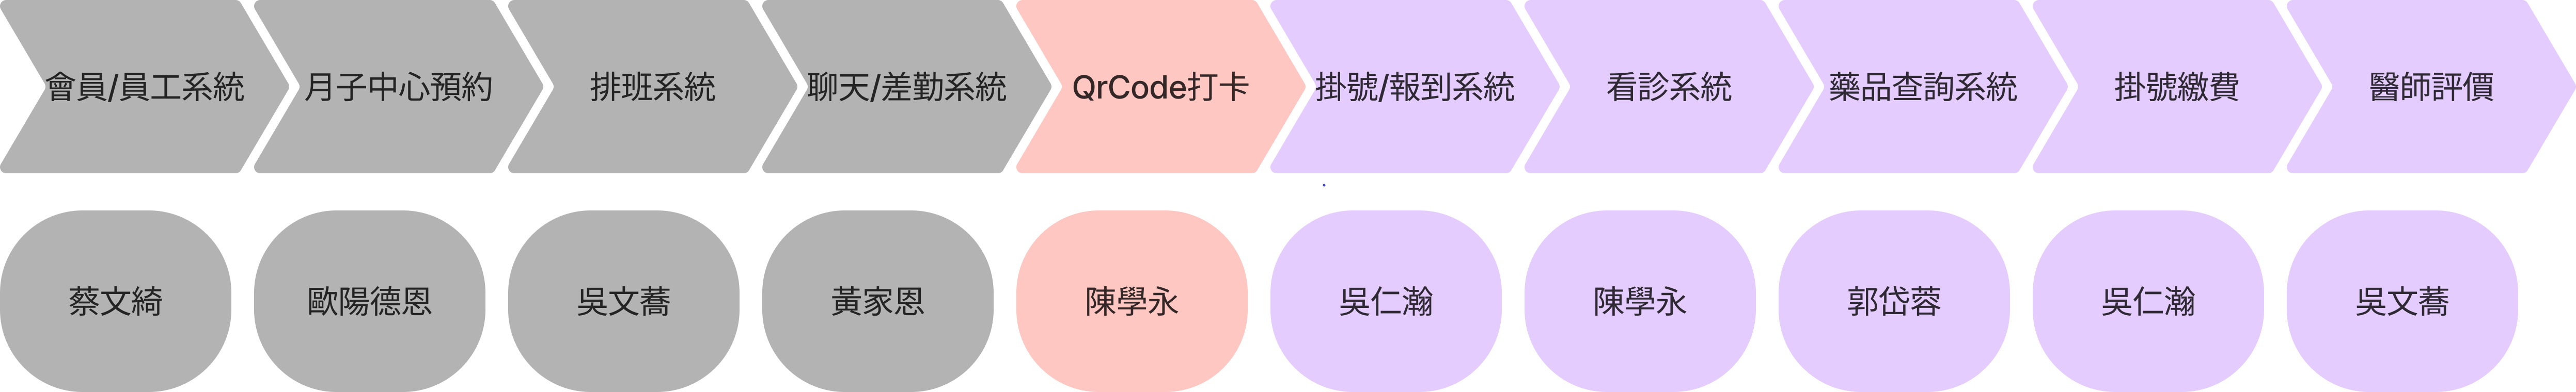 會員/員工系統
月子中心預約
排班系統
聊天/差勤系統
QrCode打卡
掛號/報到系統
看診系統
藥品查詢系統
掛號繳費
醫師評價
蔡文綺
歐陽德恩
吳文蕎
黃家恩
陳學永
吳仁瀚
陳學永
郭岱蓉
吳仁瀚
吳文蕎